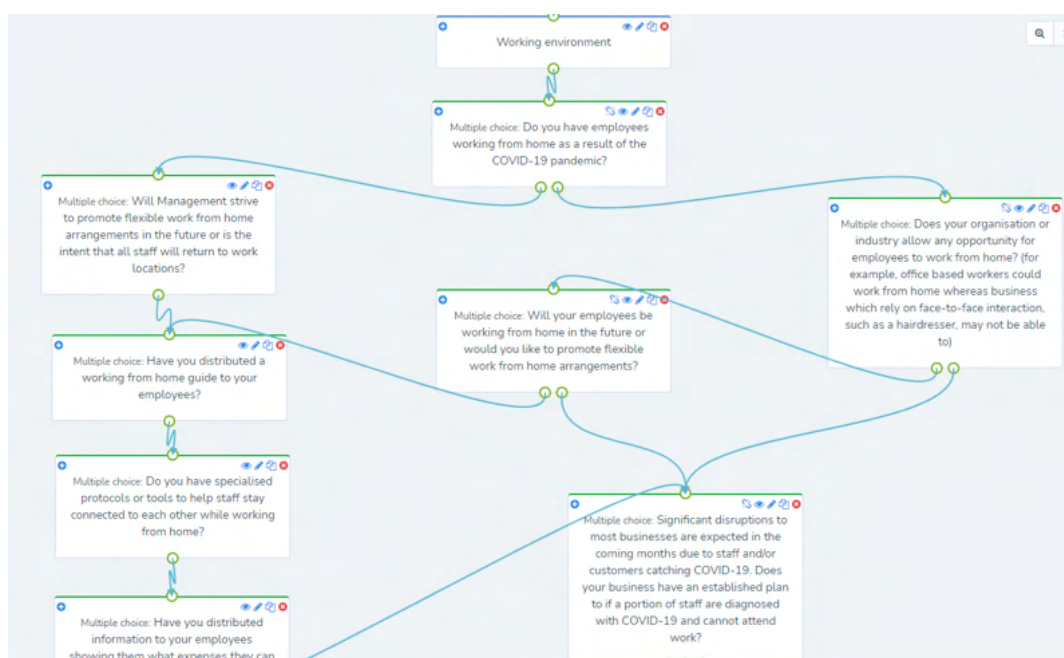 Working environment
Multiple choice: Do you have employees
working from home as a result of the
COVID-19 pandemic?
Multiple choice: Will Management strive
to promote flexible work from home
arrangements in the future or is the
intent that all staff will return to work
locations?
Multiple choice: Does your organisation or
industry allow any opportunity for
employees to work from home? (for
example, office based workers could
work from home whereas business
which rely on face-to-face interaction,
such as a hairdresser, may not be able
to)
Multiple choice: Will your employees be
working from home in the future or
would you like to promote flexible
work from home arrangements?
Multiple choice: Have you distributed a
working from home guide to your
employees?
Multiple choice: Do you have specialised
protocols or tools to help staff stay
connected to each other while working
from home?
Multiple choice: Significant disruptions to
most businesses are expected in the
coming months due to staff and/or
customers catching COVID-19. Does
your business have an established plan
to if a portion of staff are diagnosed
with COVID-19 and cannot attend
work?
Multiple choice: Have you distributed
information to your employees
showing them what expenses they can